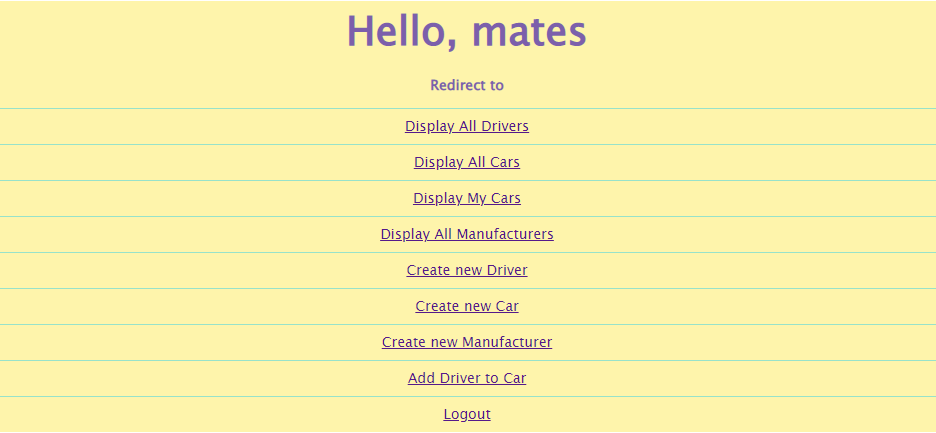 Hello, mates
Redirect to
Display All Drivers
Display All Cars
Display My Cars
Display All Manufacturers
Create new Driver
Create new Car
Create new Manufacturer
Add Driver to Car
Logout